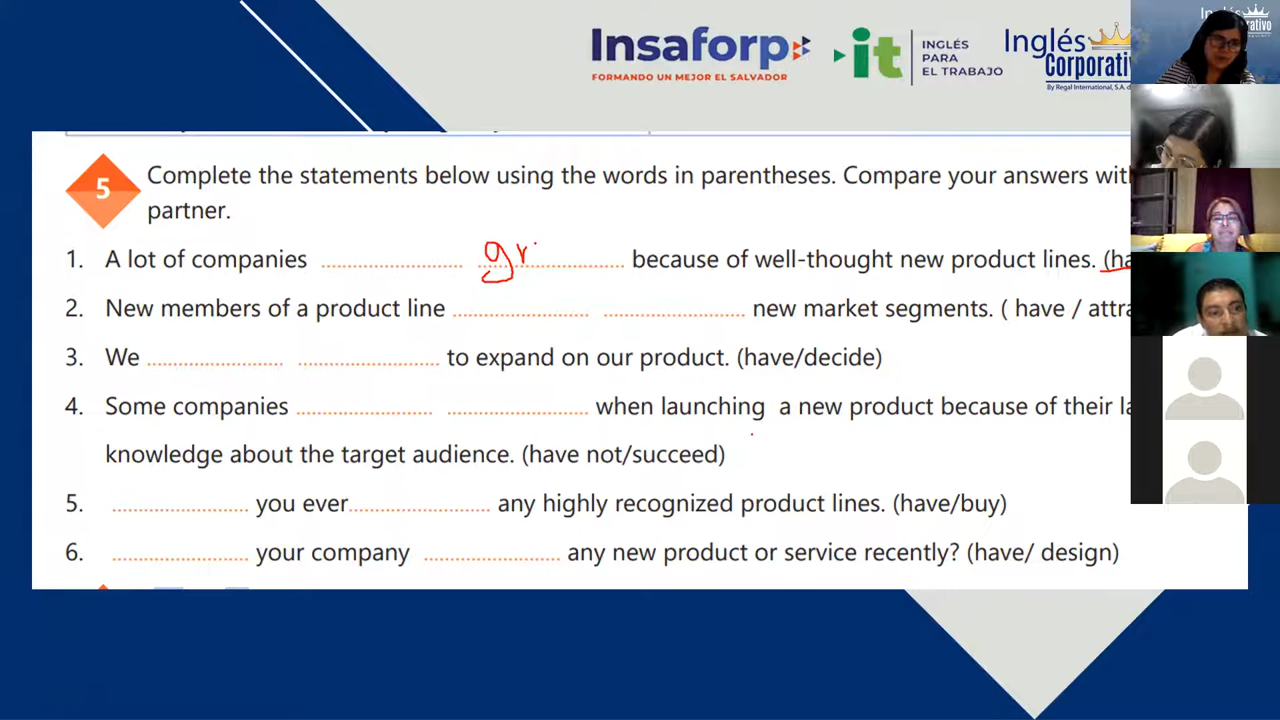 Insaforp
FORMANDO UN MEJOR EL SALVADOR
it
INGLÉS
PARA
EL TRABAJO
Inglés
Corporativ
By Regal International, S.A. d
5
Complete the statements below using the words in parentheses. Compare your answers with
partner.
1. A lot of companies .................... gr .................... because of well-thought new product lines. (ha
2. New members of a product line .................... .................... new market segments. ( have / attra
3. We .................... .................... to expand on our product. (have/decide)
4. Some companies .................... .................... when launching a new product because of their la
knowledge about the target audience. (have not/succeed)
5. .................... you ever.................... any highly recognized product lines. (have/buy)
6. .................... your company .................... any new product or service recently? (have/ design)